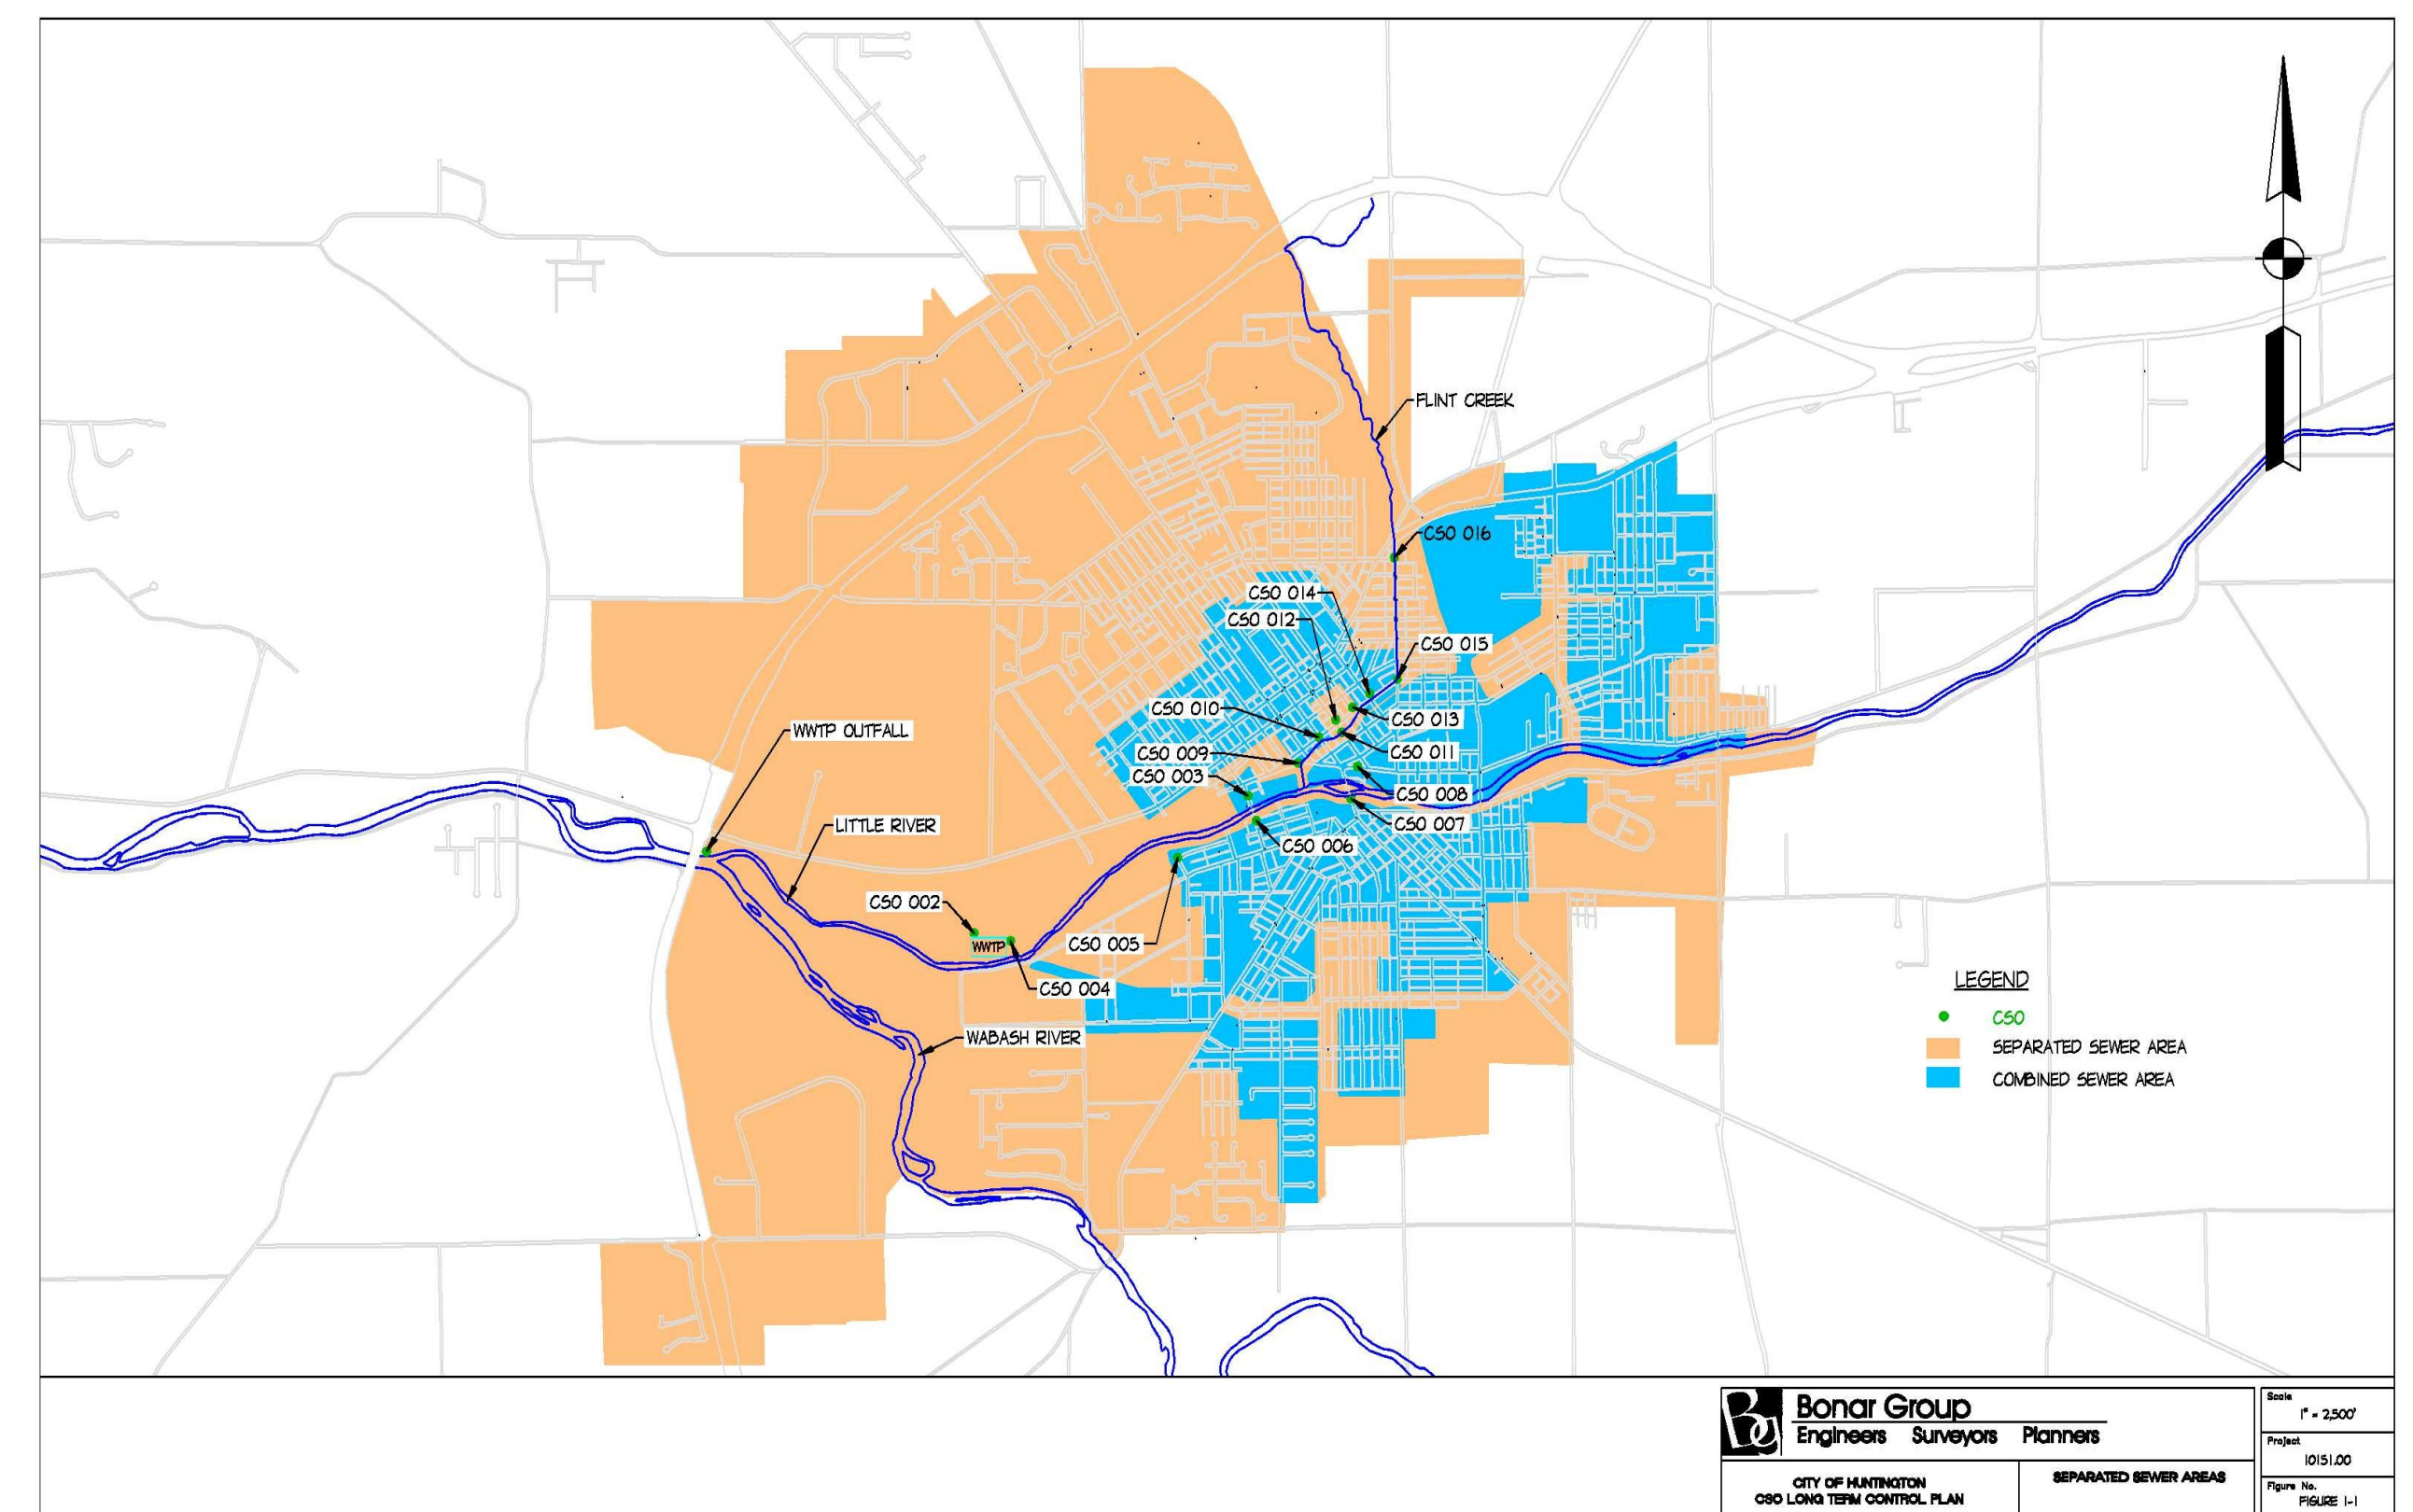 FLINT CREEK
CSO 016
CSO 014
CSO 012
CSO 015
CSO 010
CSO 013
CSO 009
CSO 011
CSO 003
CSO 008
CSO 007
CSO 006
WWTP OUTFALL
LITTLE RIVER
CSO 002
WWTP
CSO 005
CSO 004
WABASH RIVER
LEGEND
CSO
SEPARATED SEWER AREA
COMBINED SEWER AREA
Bg
Bonar Group
Engineers Surveyors Planners
CITY OF HUNTINGTON
CSO LONG TERM CONTROL PLAN
SEPARATED SEWER AREAS
Scale
1" = 2,500'
Project
10151.00
Figure No.
FIGURE 1-1